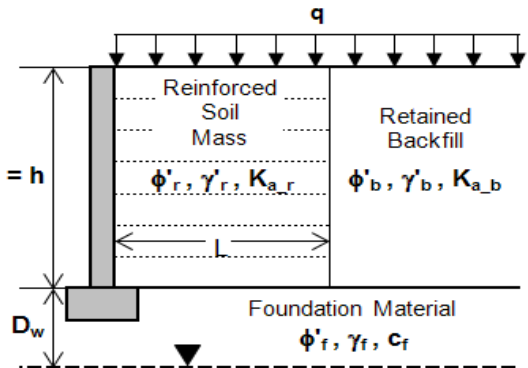 q
Reinforced
Soil
Mass
Retained
Backfill
= h
ϕ'r , γ'r , Ka_r
ϕ'b , γ'b , Ka_b
L
Foundation Material
Dw
ϕ'f , γf , cf